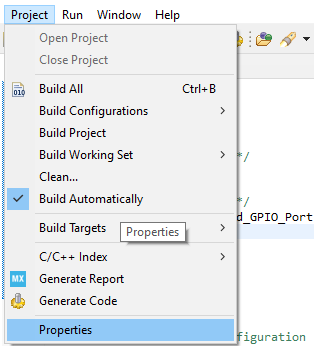 Project Run Window Help
Open Project
Close Project
010 Build All Ctrl+B
Build Configurations
Build Project
Build Working Set
*/
Clean...
Build Automatically
*/
d_GPIO_Port
Build Targets
Properties
C/C++ Index
MX Generate Report
Generate Code
Properties
figuration